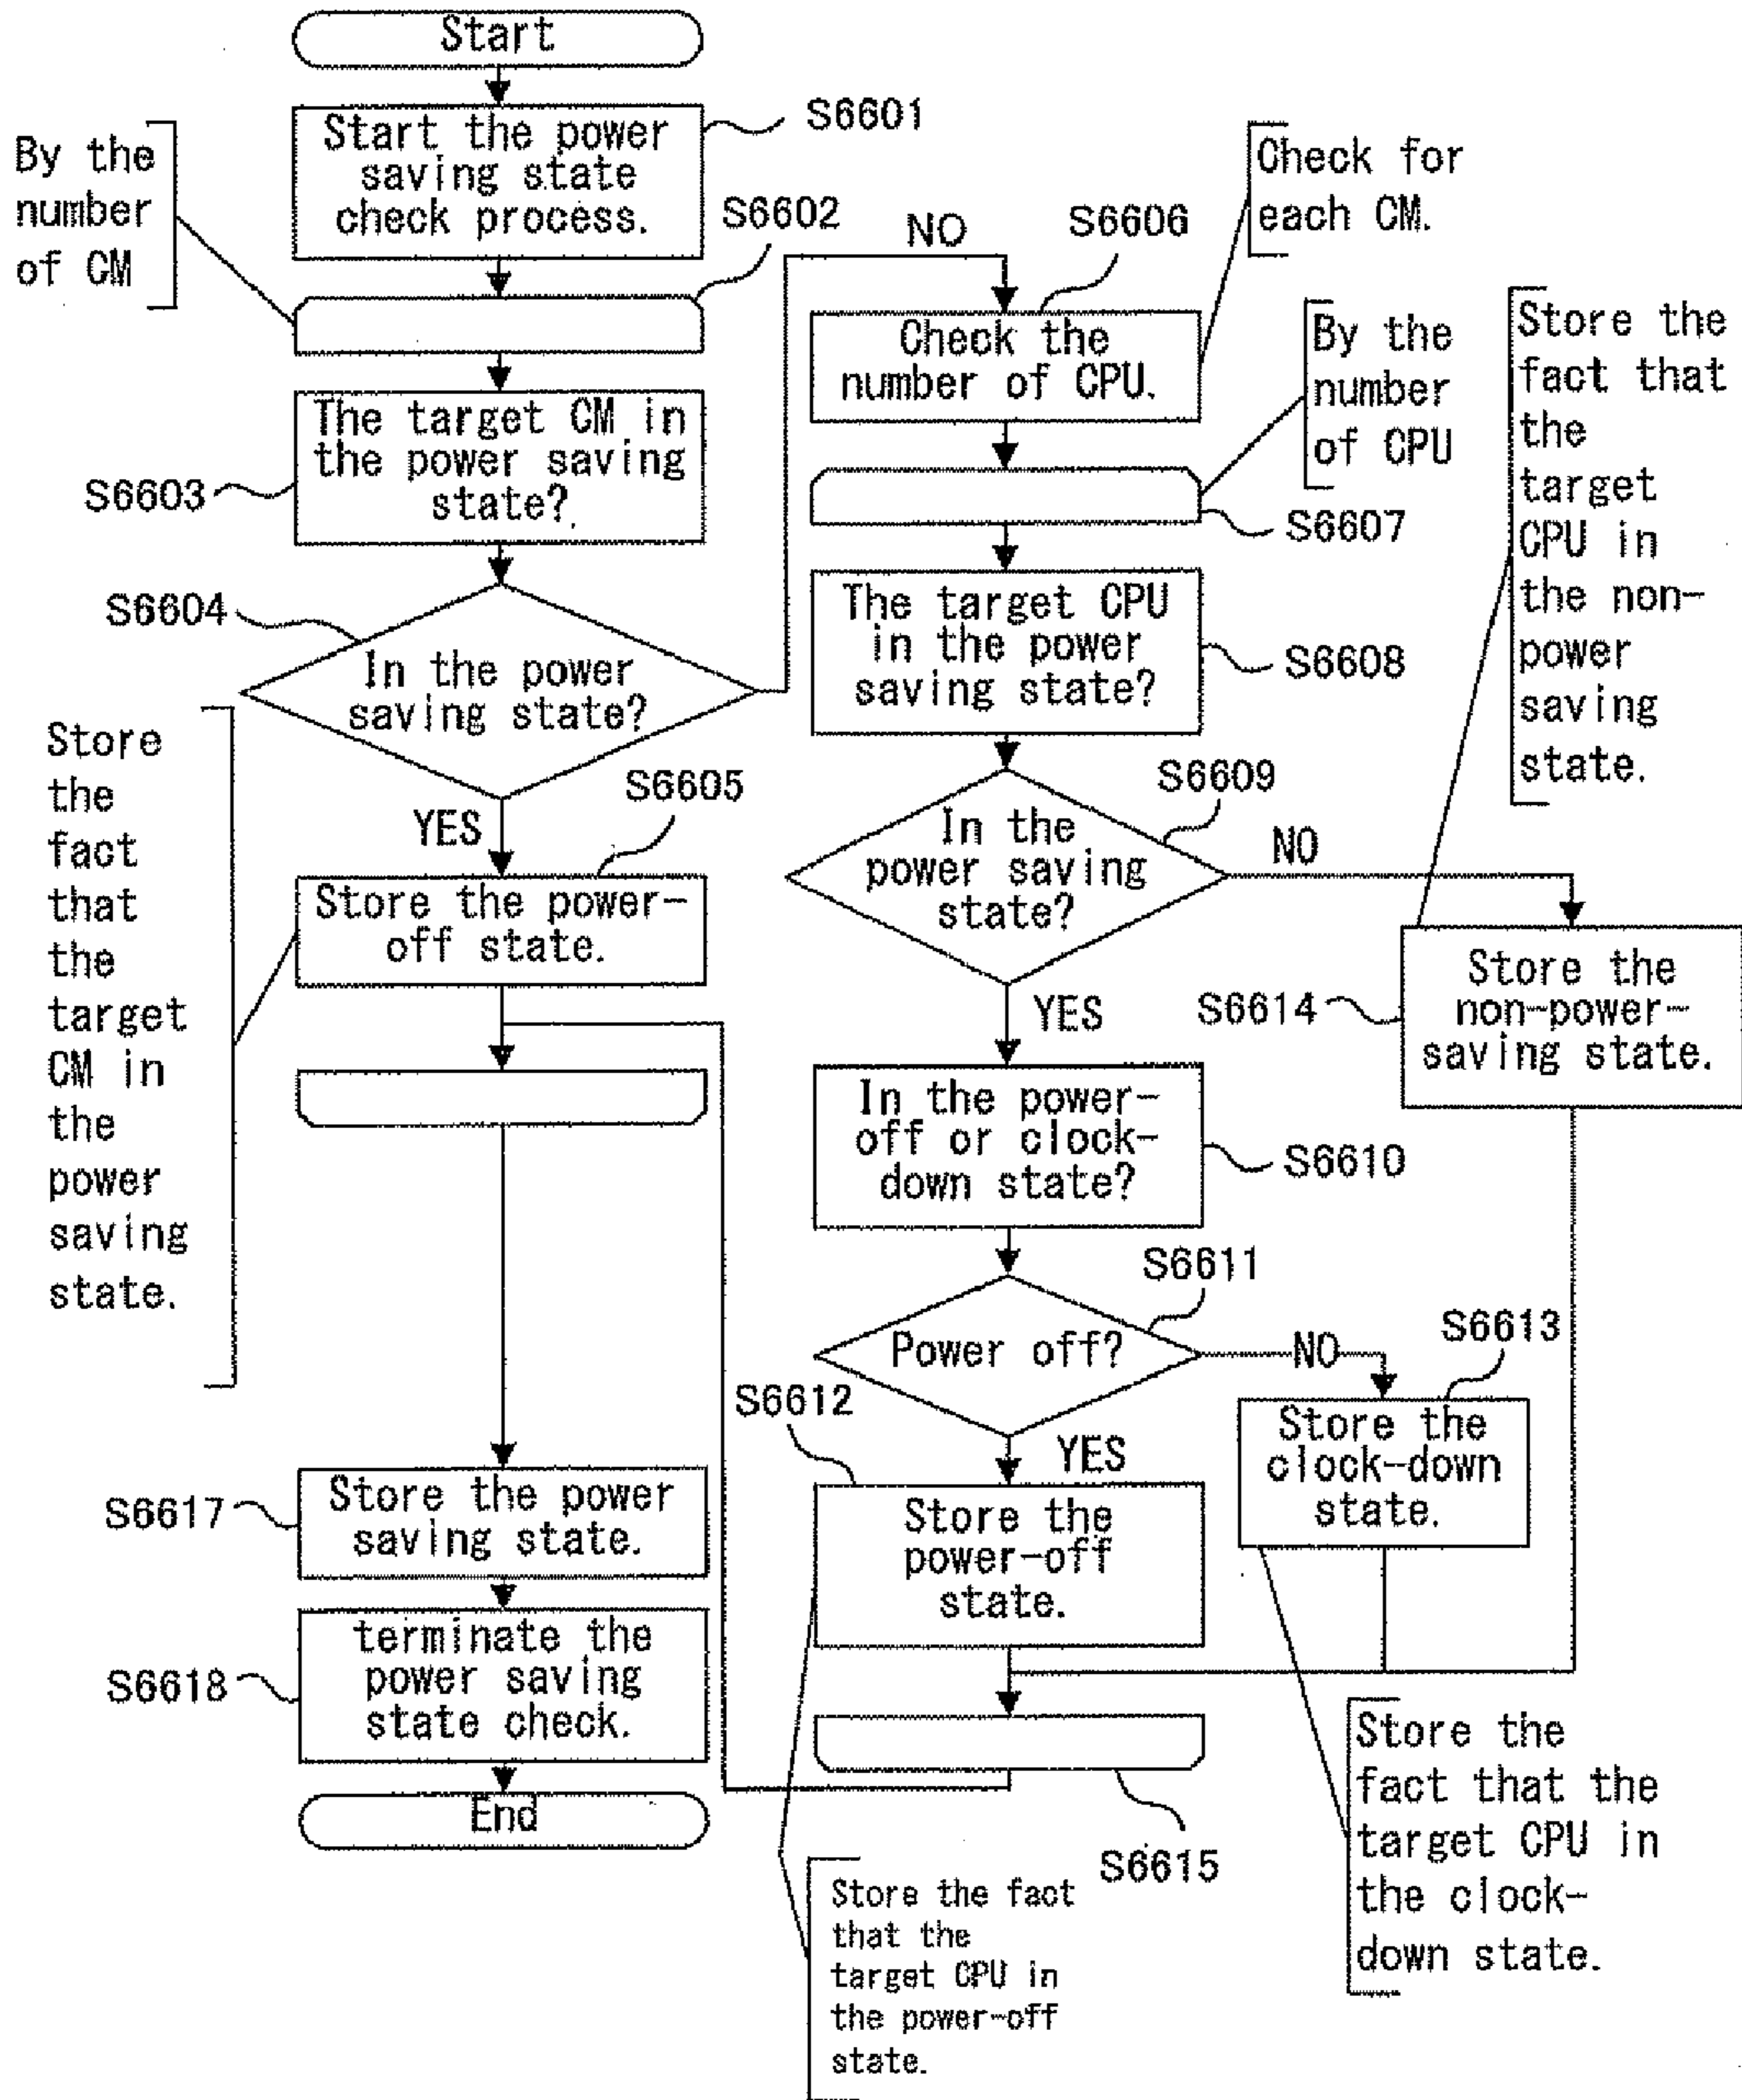 Start
S6601
Start the power
saving state
check process.
By the
number
of CM
S6602
S6603
The target CM in
the power saving
state?
S6604
In the power
saving state?
NO
YES
S6605
Store the power-
off state.
Store
the
fact
that
the
target
CM in
the
power
saving
state.
S6617
Store the power
saving state.
S6618
terminate the
power saving
state check.
End
S6606
Check the
number of CPU.
Check for
each CM.
By the
number
of CPU
S6607
The target CPU
in the power
saving state?
S6608
S6609
In the
power saving
state?
NO
YES
Store the
fact that
the
target
CPU in
the non-
power
saving
state.
S6614
Store the
non-power-
saving state.
In the power-
off or clock-
down state?
S6610
S6611
Power off?
NO
YES
S6613
Store the
clock-down
state.
S6612
Store the
power-off
state.
S6615
Store the fact
that the
target CPU in
the power-off
state.
Store the
fact that the
target CPU in
the clock-
down state.